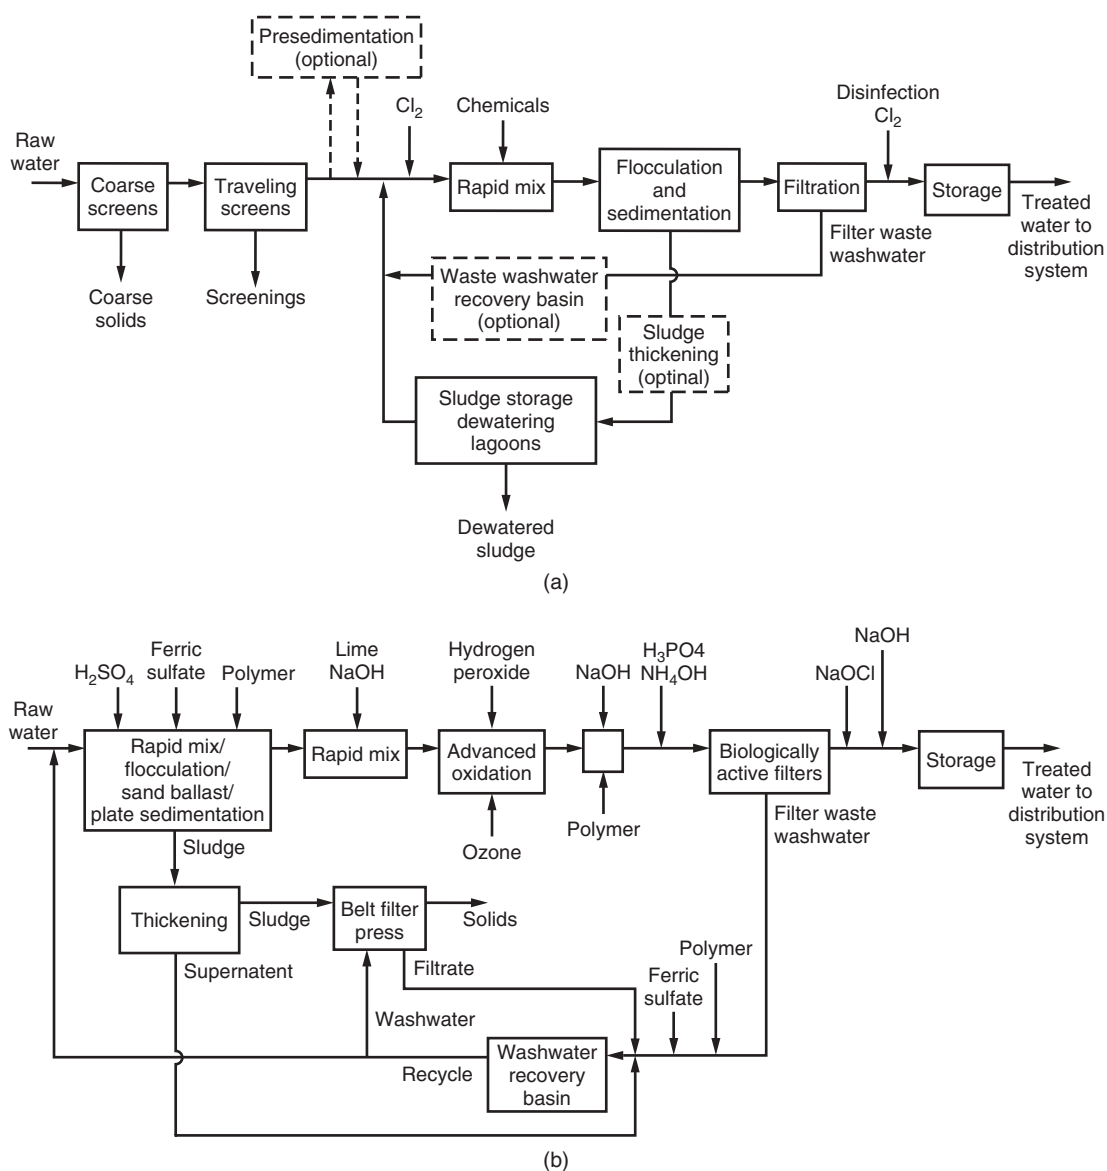 Presedimentation
(optional)
Cl₂
Chemicals
Disinfection
Cl₂
Raw
water
Coarse
screens
Traveling
screens
Rapid mix
Flocculation
and
sedimentation
Filtration
Storage
Treated
water to
distribution
system
Filter waste
washwater
Coarse
solids
Screenings
Waste washwater
recovery basin
(optional)
Sludge
thickening
(optinal)
Sludge storage
dewatering
lagoons
Dewatered
sludge
(a)
H₂SO₄
Ferric
sulfate
Polymer
Lime
NaOH
Hydrogen
peroxide
NaOH
H₃PO4
NH₄OH
NaOCl
NaOH
Raw
water
Rapid mix/
flocculation/
sand ballast/
plate sedimentation
Rapid mix
Advanced
oxidation
Biologically
active filters
Storage
Treated
water to
distribution
system
Polymer
Ozone
Filter waste
washwater
Sludge
Thickening
Sludge
Belt filter
press
Solids
Supernatent
Filtrate
Polymer
Ferric
sulfate
Washwater
Recycle
Washwater
recovery
basin
(b)